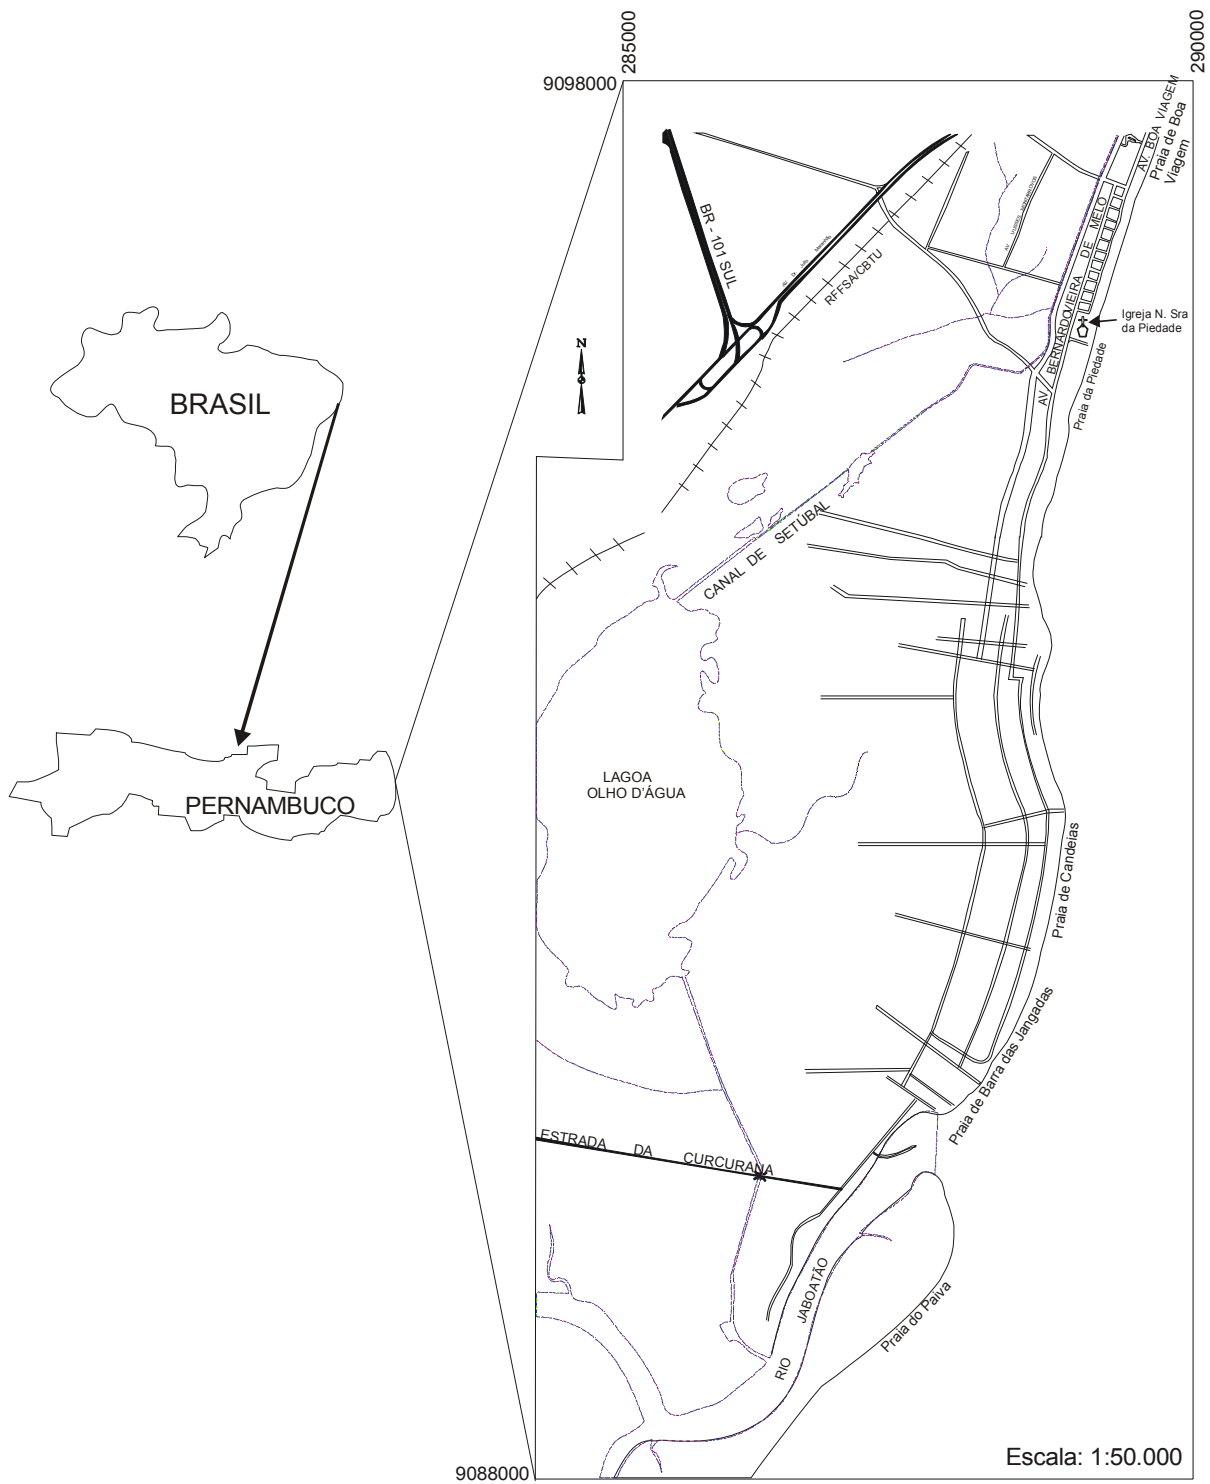 285000
290000
9098000
AV. BOA VIAGEM
Praia de Boa
Viagem
BR - 101 SUL
RFFSA/CBTU
AV. BERNARDO VIEIRA DE MELO
Igreja N. Sra
da Piedade
Praia da Piedade
N
BRASIL
CANAL DE SETÚBAL
LAGOA
OLHO D'ÁGUA
PERNAMBUCO
Praia de Candeias
Praia de Barra das Jangadas
ESTRADA DA CURCURANA
RIO JABOATÃO
Praia do Paiva
Escala: 1:50.000
9088000